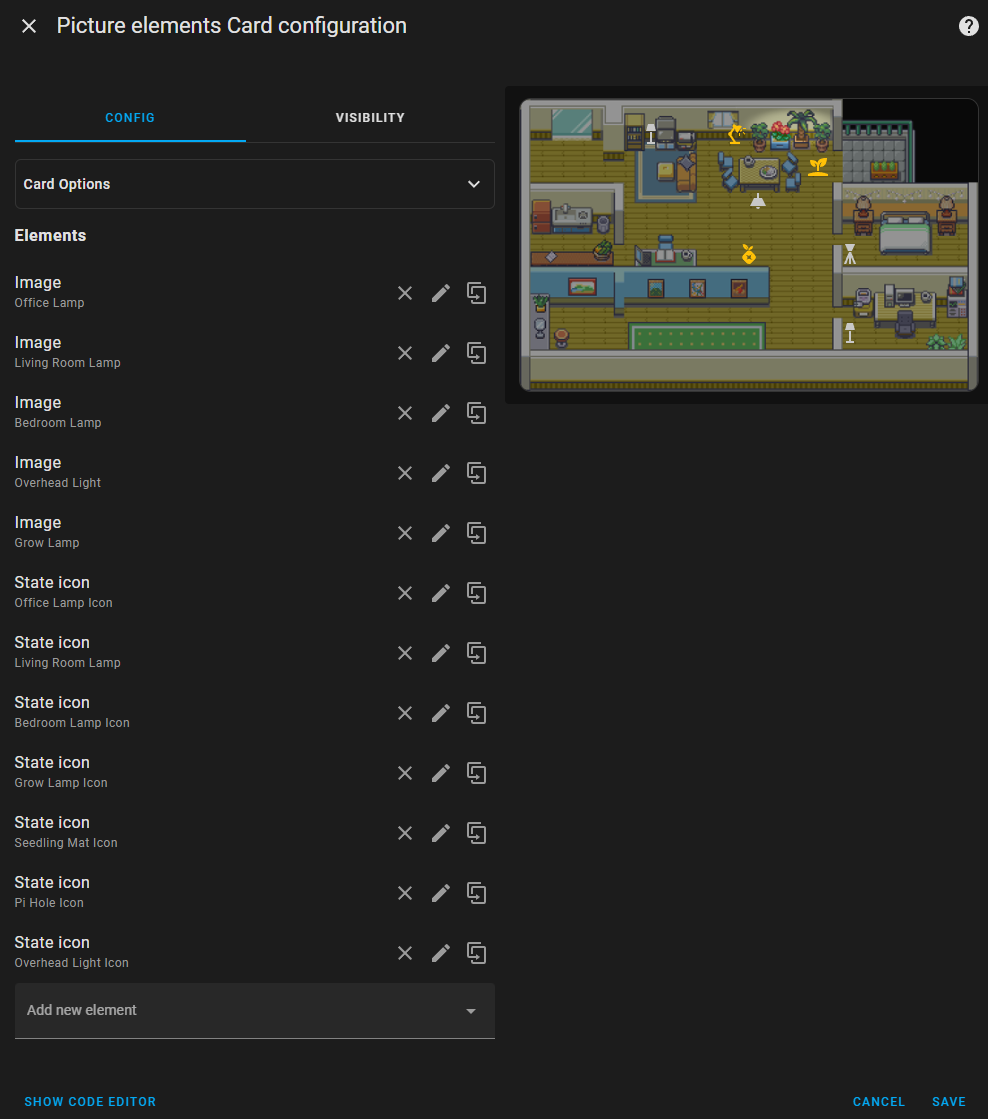 Picture elements Card configuration
CONFIG
VISIBILITY
Card Options
Elements
Image
Office Lamp
Image
Living Room Lamp
Image
Bedroom Lamp
Image
Overhead Light
Image
Grow Lamp
State icon
Office Lamp Icon
State icon
Living Room Lamp
State icon
Bedroom Lamp Icon
State icon
Grow Lamp Icon
State icon
Seedling Mat Icon
State icon
Pi Hole Icon
State icon
Overhead Light Icon
Add new element
SHOW CODE EDITOR
CANCEL
SAVE